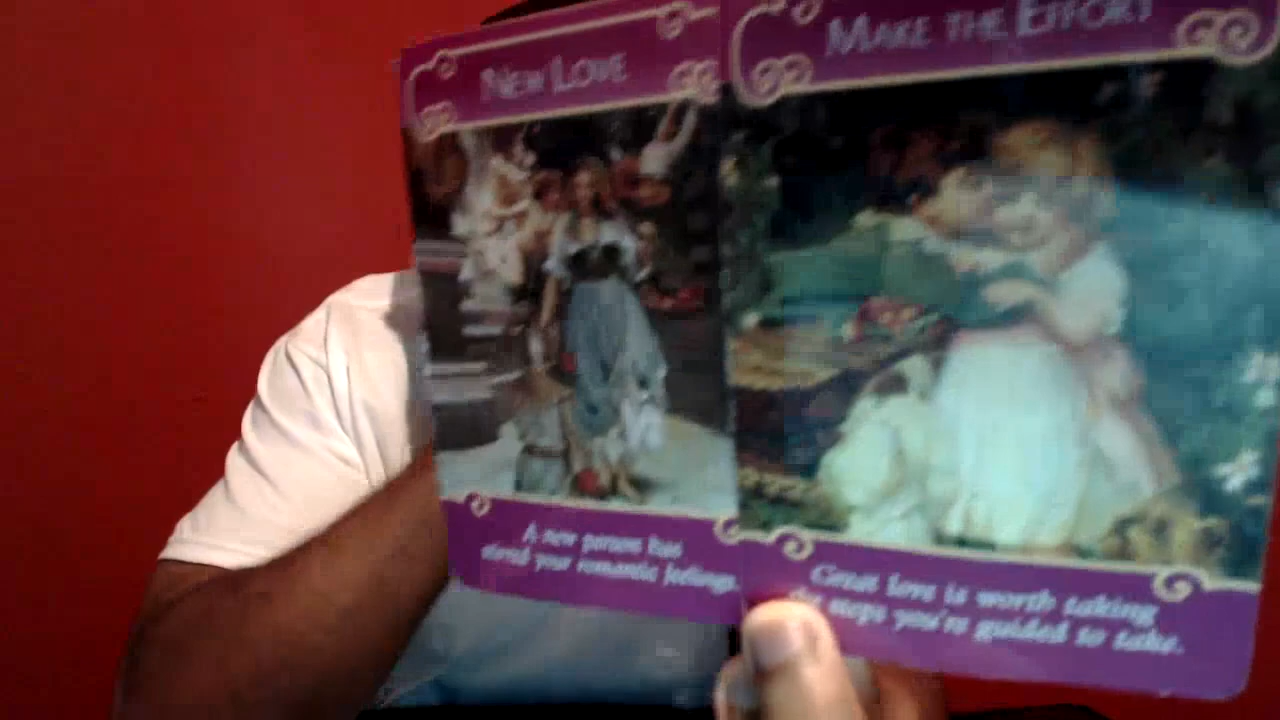 NEW LOVE
A new person has
stirred your romantic feelings.
MAKE THE EFFORT
Great love is worth taking
the steps you're guided to take.